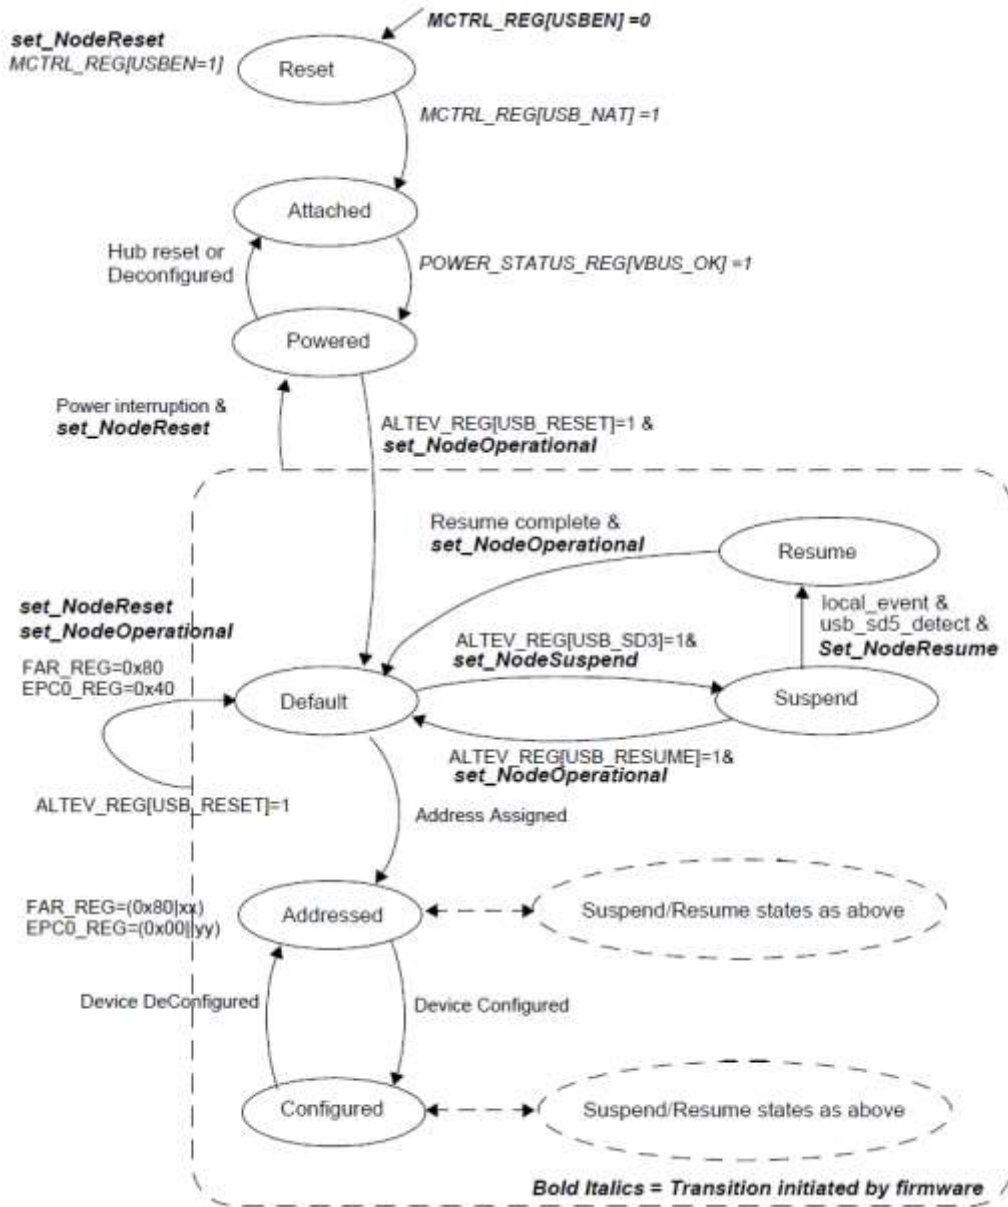 MCTRL_REG[USBEN] =0
set_NodeReset
MCTRL_REG[USBEN=1]
Reset
MCTRL_REG[USB_NAT] =1
Attached
Hub reset or
Deconfigured
POWER_STATUS_REG[VBUS_OK] =1
Powered
Power interruption &
set_NodeReset
ALTEV_REG[USB_RESET]=1 &
set_NodeOperational
Resume complete &
set_NodeOperational
Resume
set_NodeReset
set_NodeOperational
FAR_REG=0x80
EPC0_REG=0x40
local_event &
usb_sd5_detect &
Set_NodeResume
ALTEV_REG[USB_SD3]=1&
set_NodeSuspend
Default
Suspend
ALTEV_REG[USB_RESUME]=1&
set_NodeOperational
ALTEV_REG[USB_RESET]=1
Address Assigned
FAR_REG=(0x80|xx)
EPC0_REG=(0x00||yy)
Addressed
Suspend/Resume states as above
Device DeConfigured
Device Configured
Configured
Suspend/Resume states as above
Bold Italics = Transition initiated by firmware